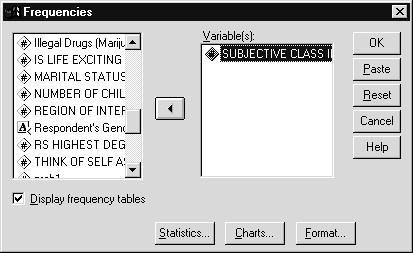 Frequencies
Illegal Drugs (Mariju
IS LIFE EXCITING
MARITAL STATUS
NUMBER OF CHIL
REGION OF INTER
Respondent's Gend
RS HIGHEST DEG
THINK OF SELF AS
Variable(s):
SUBJECTIVE CLASS II
OK
Paste
Reset
Cancel
Help
Display frequency tables
Statistics...
Charts...
Format...